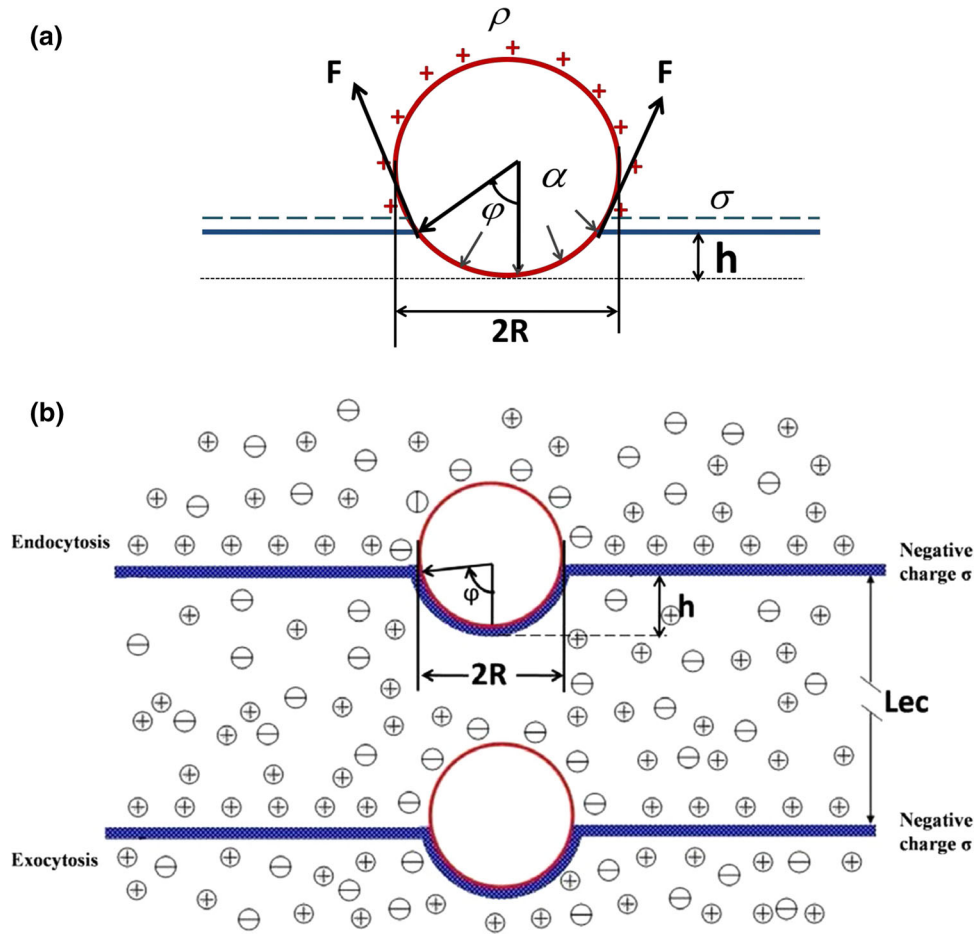 (a)
ρ
F
F
α
φ
σ
h
2R
(b)
Endocytosis
Negative
charge σ
φ
h
2R
Lec
Exocytosis
Negative
charge σ